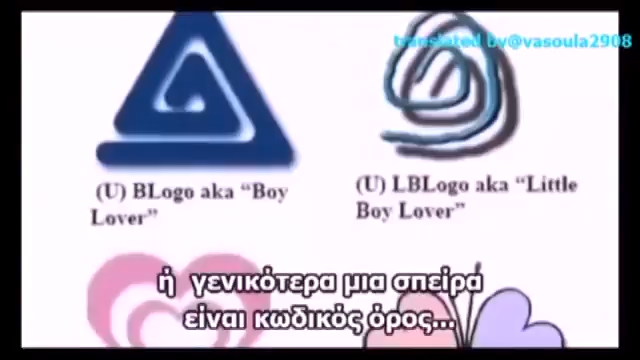 translated by@vasoula2908
(U) BLogo aka “Boy
Lover”
(U) LBLogo aka “Little
Boy Lover”
ή γενικότερα μια σπείρα
είναι κωδικός όρος...